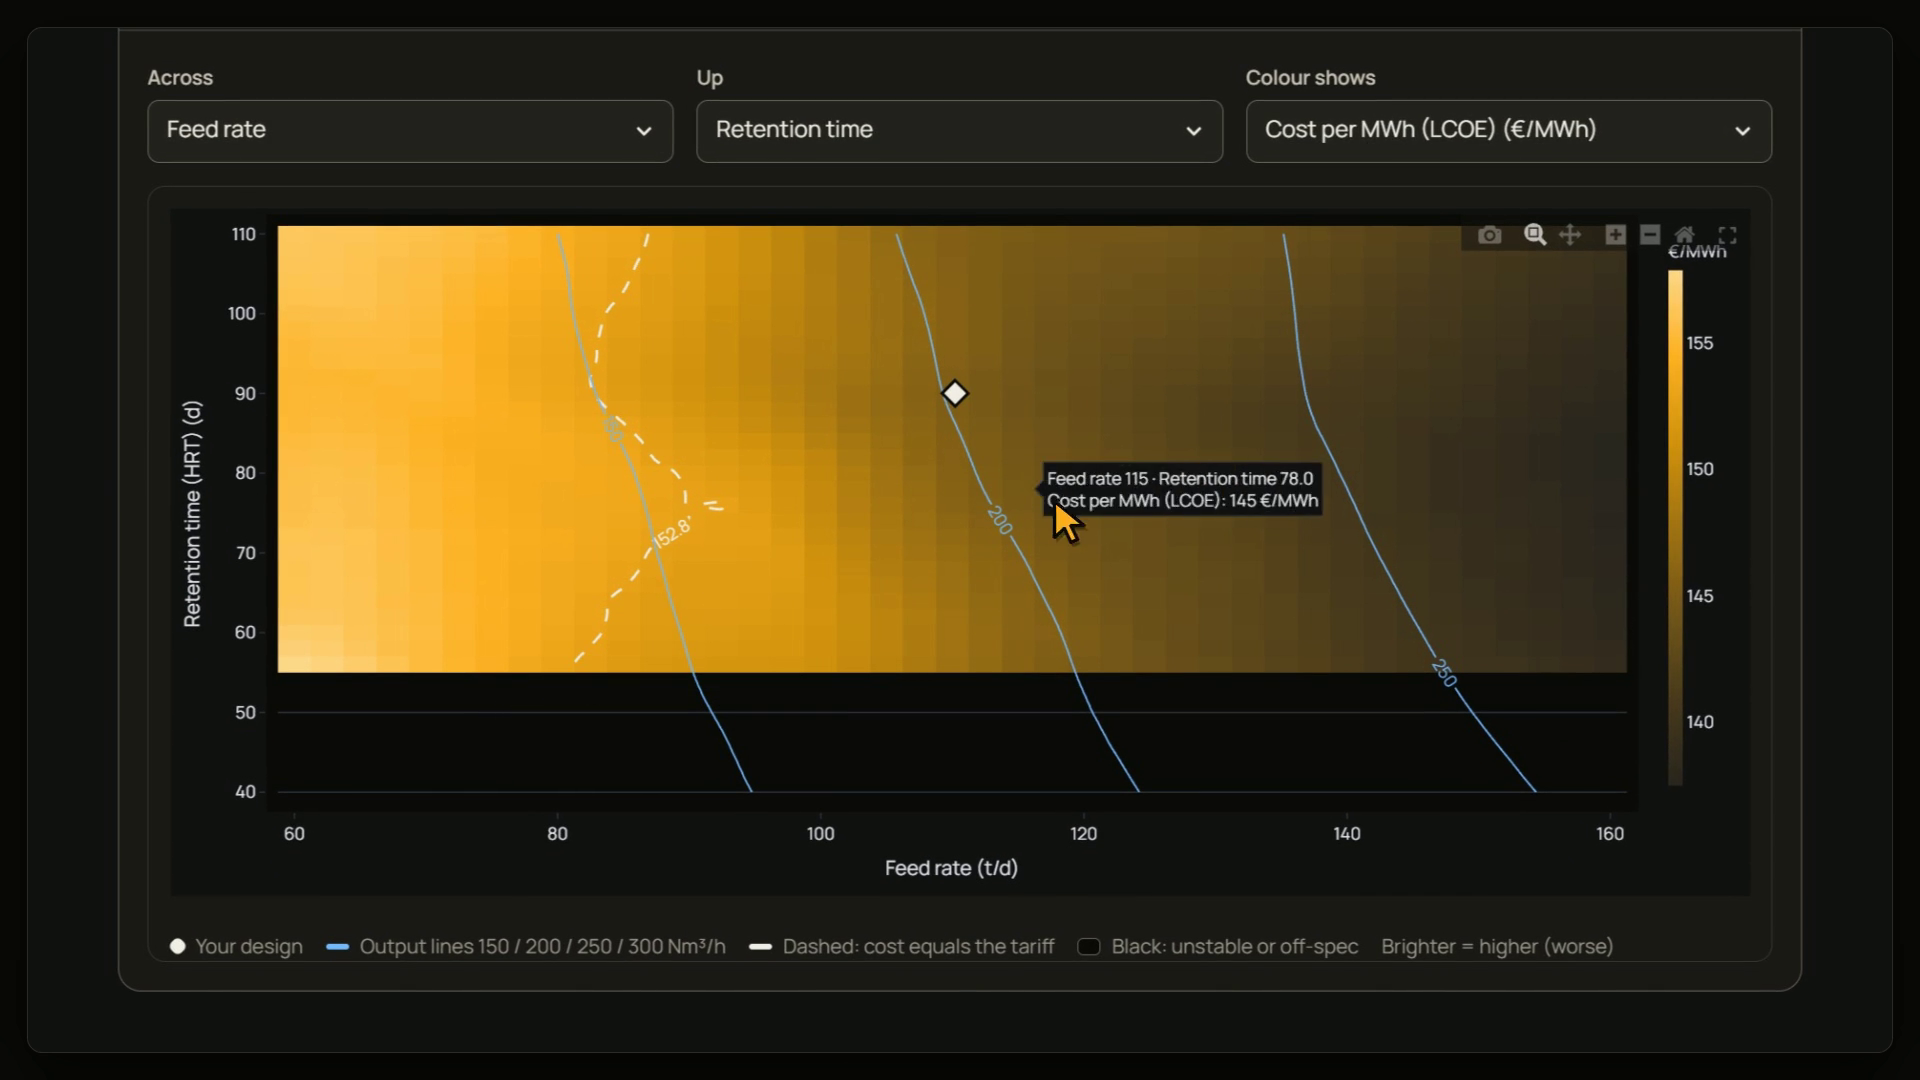 Across
Up
Colour shows
Feed rate
Retention time
Cost per MWh (LCOE) (€/MWh)
€/MWh
110
100
90
80
70
60
50
40
Retention time (HRT) (d)
152.8
200
250
Feed rate 115 · Retention time 78.0
Cost per MWh (LCOE): 145 €/MWh
155
150
145
140
60
80
100
120
140
160
Feed rate (t/d)
Your design
Output lines 150 / 200 / 250 / 300 Nm³/h
Dashed: cost equals the tariff
Black: unstable or off-spec
Brighter = higher (worse)